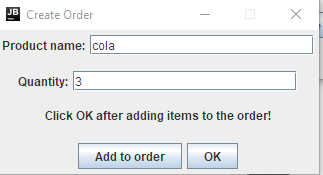 JB Create Order
Product name: cola
Quantity: 3
Click OK after adding items to the order!
Add to order OK